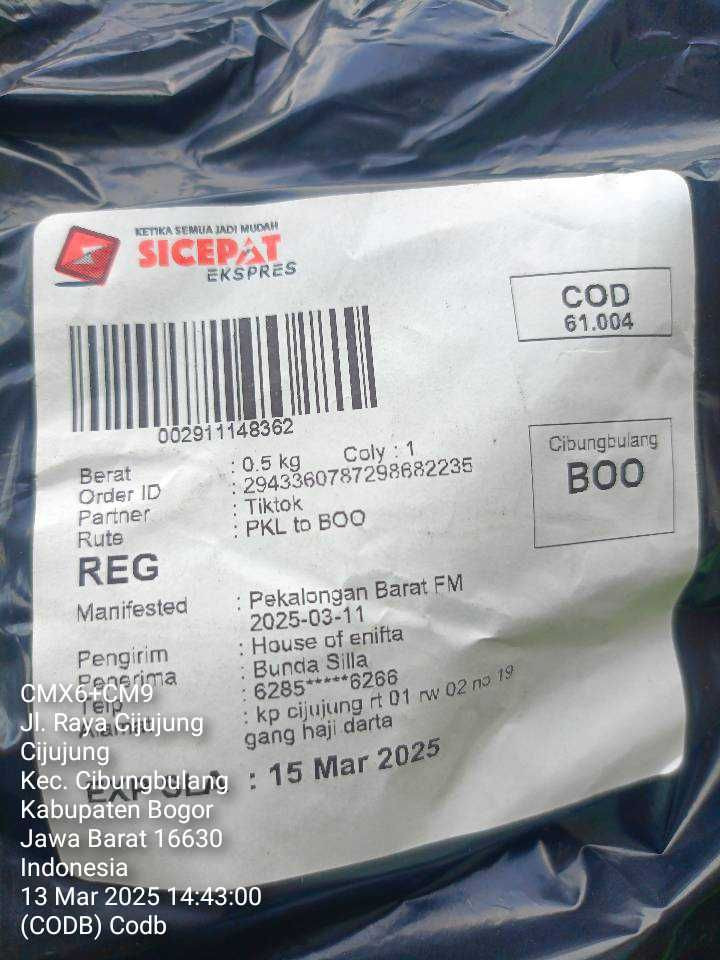 KETIKA SEMUA JADI MUDAH
SICEPAT
EKSPRES
COD
61.004
002911148362
Cibungbulang
BOO
Berat : 0.5 kg Coly : 1
Order ID : 2943360787298682235
Partner : Tiktok
Rute : PKL to BOO
REG
Manifested : Pekalongan Barat FM
2025-03-11
Pengirim : House of enifta
Penerima : Bunda Silla
Telp : 6285*****6266
Alamat : kp cijujung rt 01 rw 02 no 19
gang haji darta
EXP SLA : 15 Mar 2025
CMX6+CM9
Jl. Raya Cijujung
Cijujung
Kec. Cibungbulang
Kabupaten Bogor
Jawa Barat 16630
Indonesia
13 Mar 2025 14:43:00
(CODB) Codb